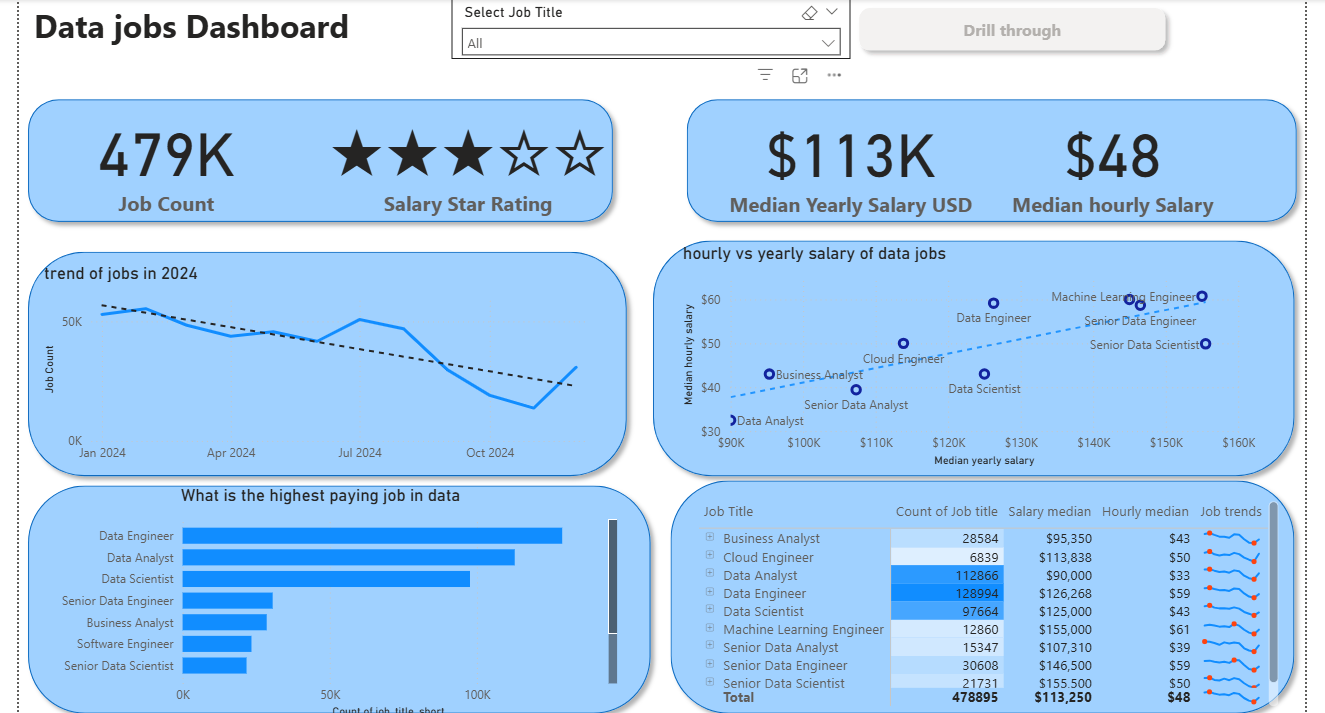 Data jobs Dashboard
Select Job Title
All
Drill through
479K
Job Count
Salary Star Rating
$113K
Median Yearly Salary USD
$48
Median hourly Salary
trend of jobs in 2024
Job Count
50K
0K
Jan 2024
Apr 2024
Jul 2024
Oct 2024
hourly vs yearly salary of data jobs
Median hourly salary
$60
$50
$40
$30
Machine Learning Engineer
Data Engineer
Senior Data Engineer
Senior Data Scientist
Cloud Engineer
Business Analyst
Data Scientist
Senior Data Analyst
Data Analyst
$90K
$100K
$110K
$120K
$130K
$140K
$150K
$160K
Median yearly salary
What is the highest paying job in data
Data Engineer
Data Analyst
Data Scientist
Senior Data Engineer
Business Analyst
Software Engineer
Senior Data Scientist
0K
50K
100K
Count of job_title_short
Job Title Count of Job title Salary median Hourly median Job trends
Business Analyst 28584 $95,350 $43
Cloud Engineer 6839 $113,838 $50
Data Analyst 112866 $90,000 $33
Data Engineer 128994 $126,268 $59
Data Scientist 97664 $125,000 $43
Machine Learning Engineer 12860 $155,000 $61
Senior Data Analyst 15347 $107,310 $39
Senior Data Engineer 30608 $146,500 $59
Senior Data Scientist 21731 $155,500 $50
Total 478895 $113,250 $48